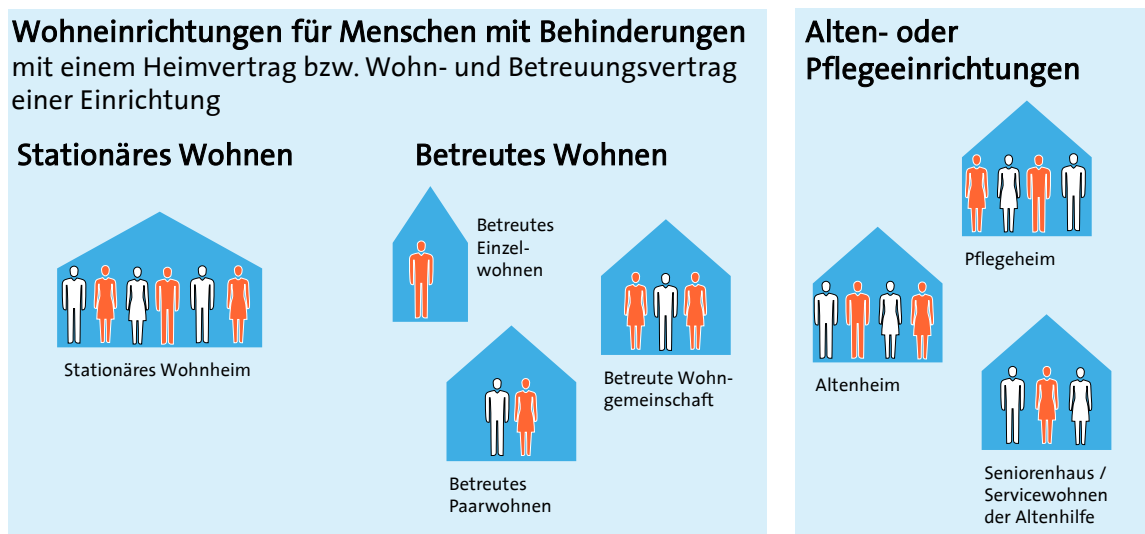 Wohneinrichtungen für Menschen mit Behinderungen
mit einem Heimvertrag bzw. Wohn- und Betreuungsvertrag
einer Einrichtung
Stationäres Wohnen
Stationäres Wohnheim
Betreutes Wohnen
Betreutes
Einzel-
wohnen
Betreute Wohn-
gemeinschaft
Betreutes
Paarwohnen
Alten- oder
Pflegeeinrichtungen
Pflegeheim
Altenheim
Seniorenhaus /
Servicewohnen
der Altenhilfe